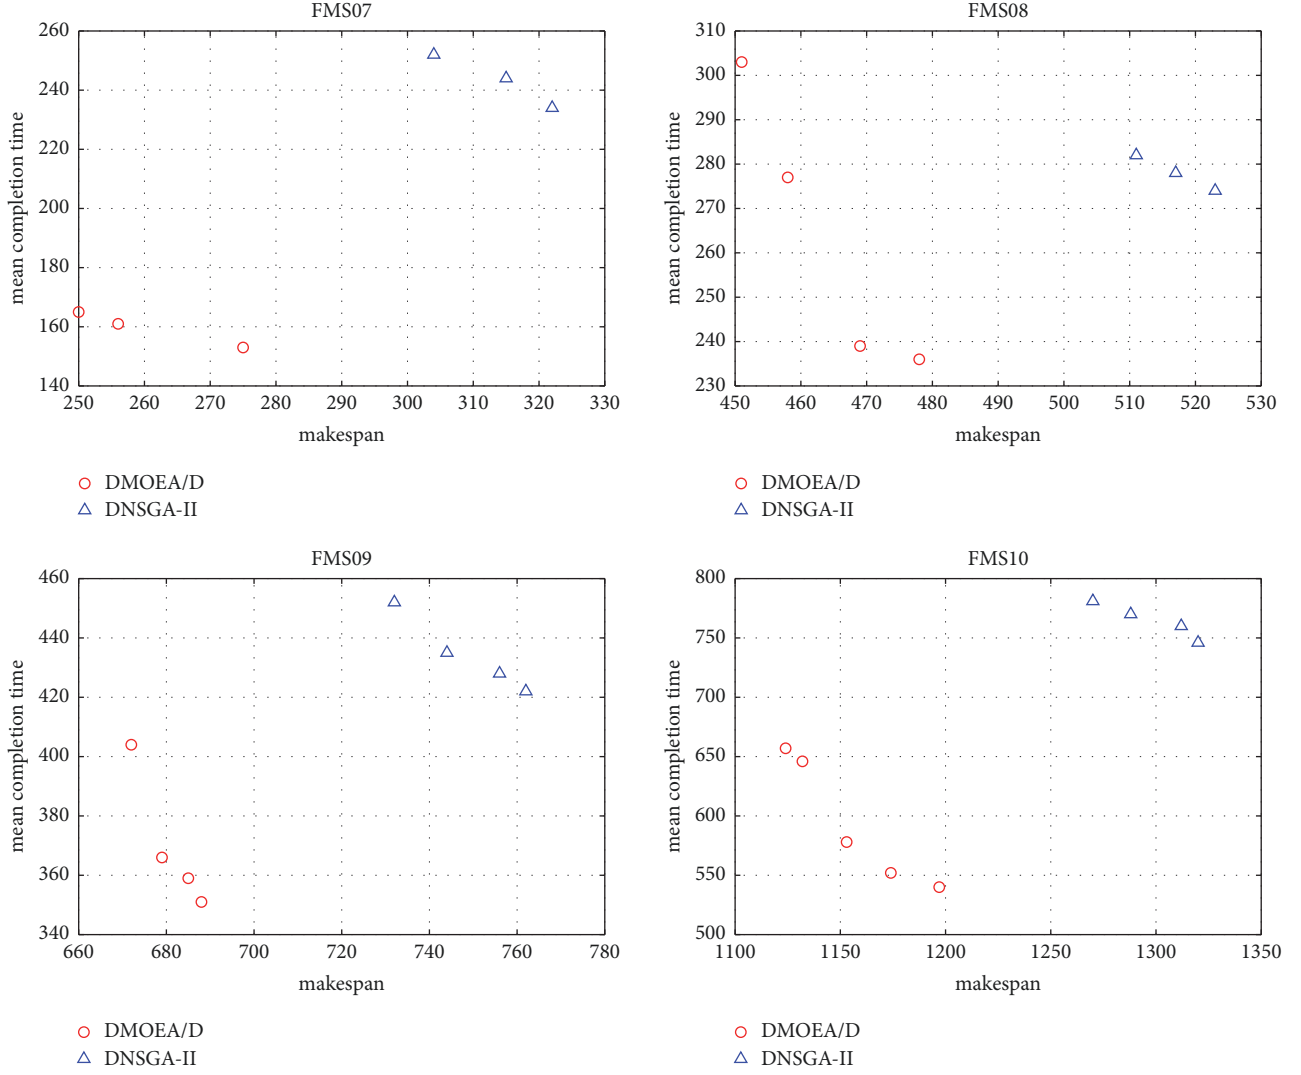 FMS07
260
240
220
200
180
160
140
mean completion time
250 260 270 280 290 300 310 320 330
makespan
DMOEA/D
DNSGA-II
FMS08
310
300
290
280
270
260
250
240
230
mean completion time
450 460 470 480 490 500 510 520 530
makespan
DMOEA/D
DNSGA-II
FMS09
460
440
420
400
380
360
340
mean completion time
660 680 700 720 740 760 780
makespan
DMOEA/D
DNSGA-II
FMS10
800
750
700
650
600
550
500
mean completion time
1100 1150 1200 1250 1300 1350
makespan
DMOEA/D
DNSGA-II